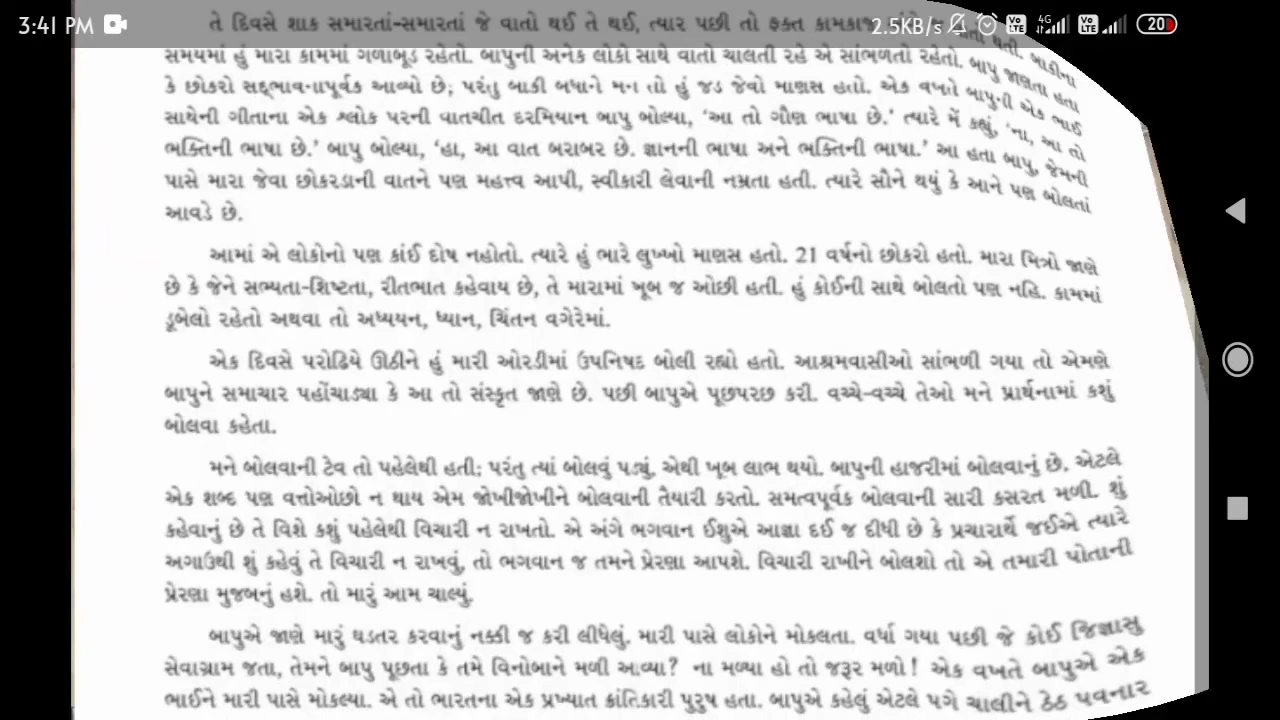 3:41 PM
2.5KB/s
Vo LTE 4G Vo LTE 20
તે દિવસે શાક સમારતાં-સમારતાં જે વાતો થઈ તે થઈ, ત્યાર પછી તો ફક્ત કામકાજ થતી. બાકીના
સમયમાં હું મારા કામમાં ગળાબૂડ રહેતો. બાપુની અનેક લોકો સાથે વાતો ચાલતી રહે એ સાંભળતો રહેતો. બાપુ જાણતા હતા
કે છોકરો સદ્ભાવનાપૂર્વક આવ્યો છે; પરંતુ બાકી બધાને મન તો હું જડ જેવો માણસ હતો. એક વખતે બાપુની એક ભાઈ
સાથેની ગીતાના એક શ્લોક પરની વાતચીત દરમિયાન બાપુ બોલ્યા, ‘આ તો ગૌણ ભાષા છે.’ ત્યારે મેં કહ્યું, ‘ના, આ તો
ભક્તિની ભાષા છે.’ બાપુ બોલ્યા, ‘હા, આ વાત બરાબર છે. જ્ઞાનની ભાષા અને ભક્તિની ભાષા.’ આ હતા બાપુ, જેમની
પાસે મારા જેવા છોકરડાની વાતને પણ મહત્ત્વ આપી, સ્વીકારી લેવાની નમ્રતા હતી. ત્યારે સૌને થયું કે આને પણ બોલતાં
આવડે છે.
આમાં એ લોકોનો પણ કાંઈ દોષ નહોતો. ત્યારે હું ભારે લુખ્ખો માણસ હતો. 21 વર્ષનો છોકરો હતો. મારા મિત્રો જાણે
છે કે જેને સભ્યતા-શિષ્ટતા, રીતભાત કહેવાય છે, તે મારામાં ખૂબ જ ઓછી હતી. હું કોઈની સાથે બોલતો પણ નહિ. કામમાં
ડૂબેલો રહેતો અથવા તો અધ્યયન, ધ્યાન, ચિંતન વગેરેમાં.
એક દિવસે પરોઢિયે ઊઠીને હું મારી ઓરડીમાં ઉપનિષદ બોલી રહ્યો હતો. આશ્રમવાસીઓ સાંભળી ગયા તો એમણે
બાપુને સમાચાર પહોંચાડ્યા કે આ તો સંસ્કૃત જાણે છે. પછી બાપુએ પૂછપરછ કરી. વચ્ચે-વચ્ચે તેઓ મને પ્રાર્થનામાં કશું
બોલવા કહેતા.
મને બોલવાની ટેવ તો પહેલેથી હતી; પરંતુ ત્યાં બોલવું પડ્યું, એથી ખૂબ લાભ થયો. બાપુની હાજરીમાં બોલવાનું છે, એટલે
એક શબ્દ પણ વત્તોઓછો ન થાય એમ જોખીજોખીને બોલવાની તૈયારી કરતો. સમત્વપૂર્વક બોલવાની સારી કસરત મળી. શું
કહેવાનું છે તે વિશે કશું પહેલેથી વિચારી ન રાખતો. એ અંગે ભગવાન ઈશુએ આજ્ઞા દઈ જ દીધી છે કે પ્રચારાર્થે જઈએ ત્યારે
અગાઉથી શું કહેવું તે વિચારી ન રાખવું, તો ભગવાન જ તમને પ્રેરણા આપશે. વિચારી રાખીને બોલશો તો એ તમારી પોતાની
પ્રેરણા મુજબનું હશે. તો મારું આમ ચાલ્યું.
બાપુએ જાણે મારું ઘડતર કરવાનું નક્કી જ કરી લીધેલું. મારી પાસે લોકોને મોકલતા. વર્ધા ગયા પછી જે કોઈ જિજ્ઞાસુ
સેવાગ્રામ જતા, તેમને બાપુ પૂછતા કે તમે વિનોબાને મળી આવ્યા? ના મળ્યા હો તો જરૂર મળો! એક વખતે બાપુએ એક
ભાઈને મારી પાસે મોકલ્યા. એ તો ભારતના એક પ્રખ્યાત ક્રાંતિકારી પુરુષ હતા. બાપુએ કહેલું એટલે પગે ચાલીને ઠેઠ પવનાર